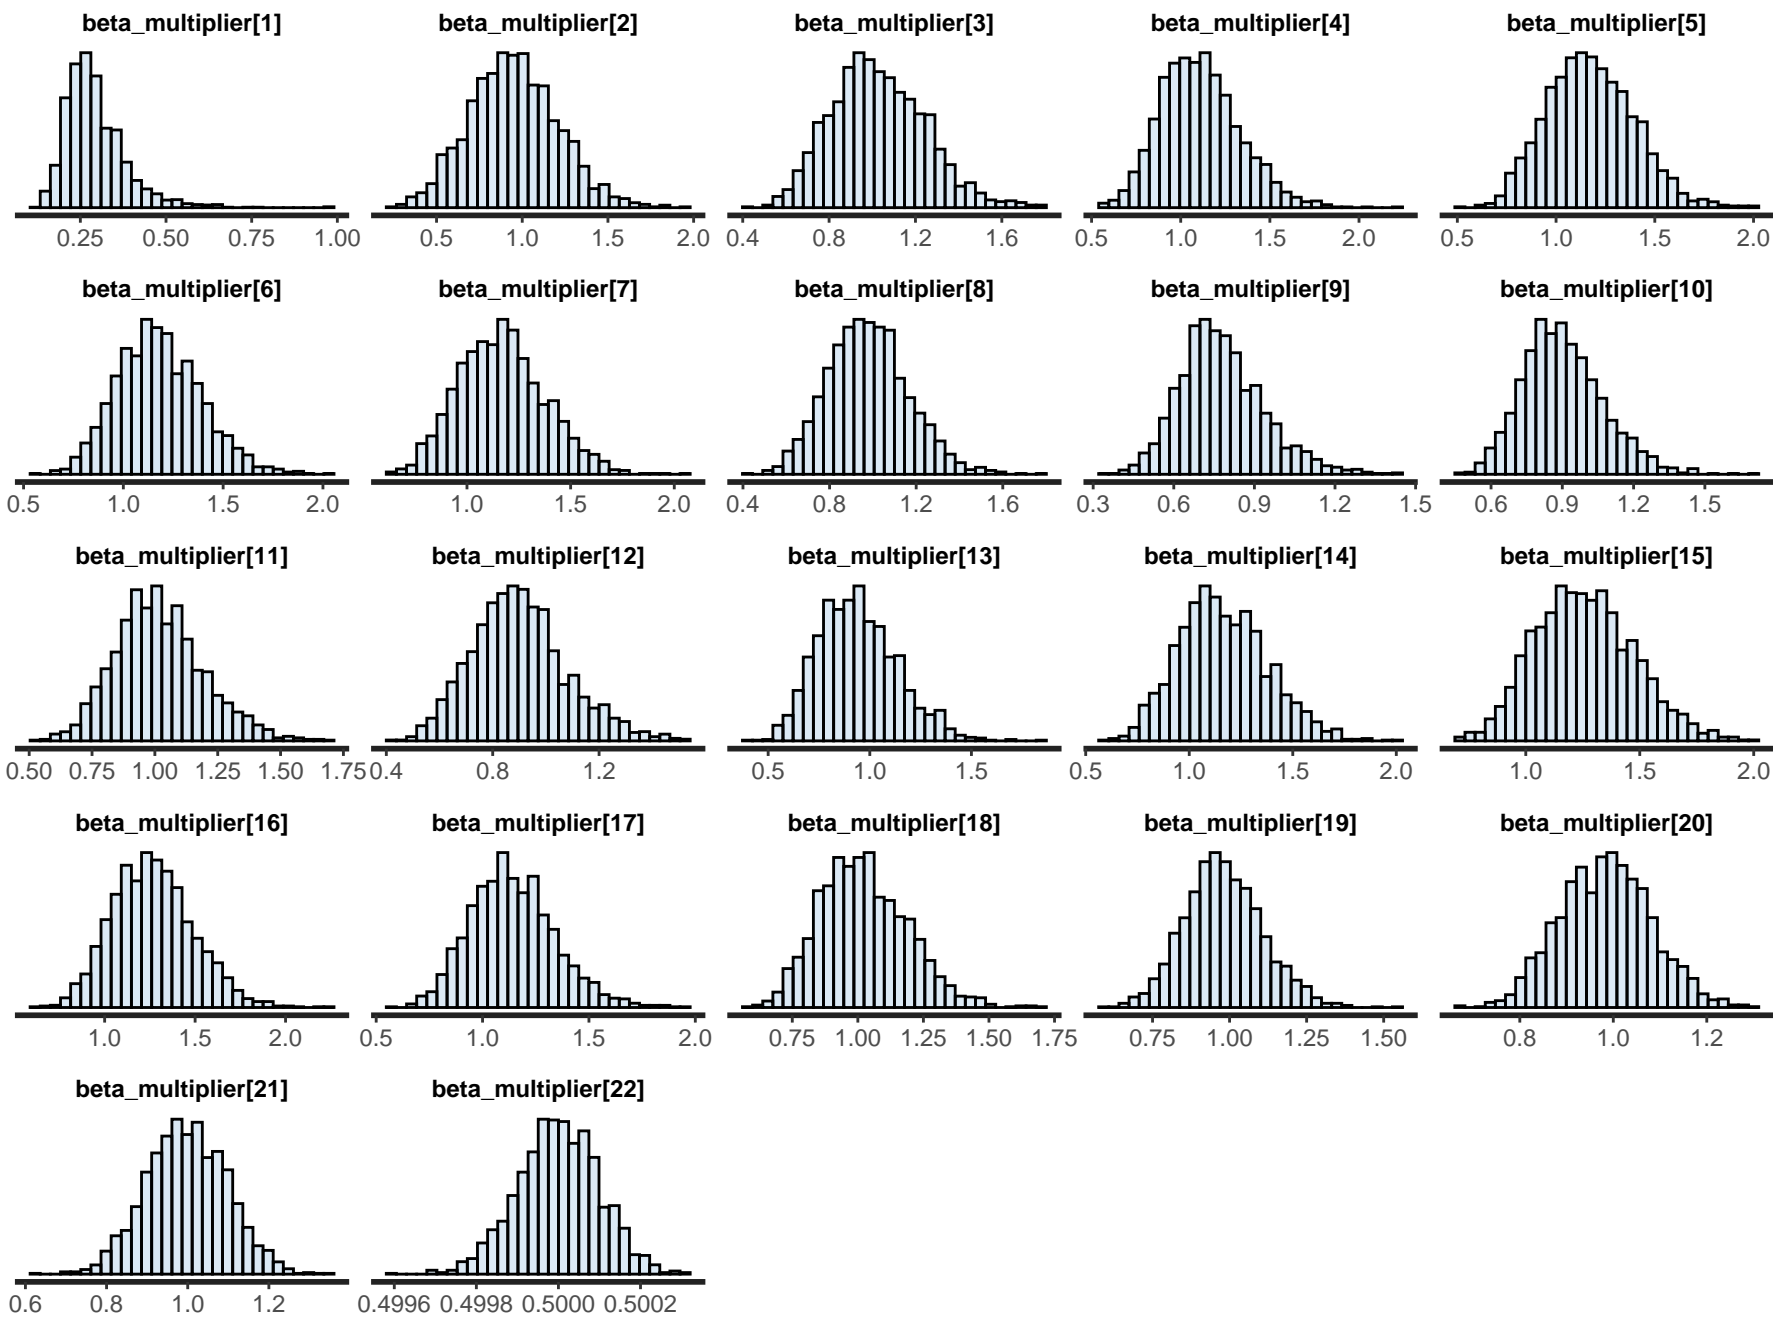 beta_multiplier[1] beta_multiplier[2] beta_multiplier[3] beta_multiplier[4] beta_multiplier[5]
0.25 0.50 0.75 1.00 0.5 1.0 1.5 2.0 0.4 0.8 1.2 1.6 0.5 1.0 1.5 2.0 0.5 1.0 1.5 2.0
beta_multiplier[6] beta_multiplier[7] beta_multiplier[8] beta_multiplier[9] beta_multiplier[10]
0.5 1.0 1.5 2.0 1.0 1.5 2.0 0.4 0.8 1.2 1.6 0.3 0.6 0.9 1.2 1.5 0.6 0.9 1.2 1.5
beta_multiplier[11] beta_multiplier[12] beta_multiplier[13] beta_multiplier[14] beta_multiplier[15]
0.50 0.75 1.00 1.25 1.50 1.75 0.4 0.8 1.2 0.5 1.0 1.5 0.5 1.0 1.5 2.0 1.0 1.5 2.0
beta_multiplier[16] beta_multiplier[17] beta_multiplier[18] beta_multiplier[19] beta_multiplier[20]
1.0 1.5 2.0 0.5 1.0 1.5 2.0 0.75 1.00 1.25 1.50 1.75 0.75 1.00 1.25 1.50 0.8 1.0 1.2
beta_multiplier[21] beta_multiplier[22]
0.6 0.8 1.0 1.2 0.4996 0.4998 0.5000 0.5002